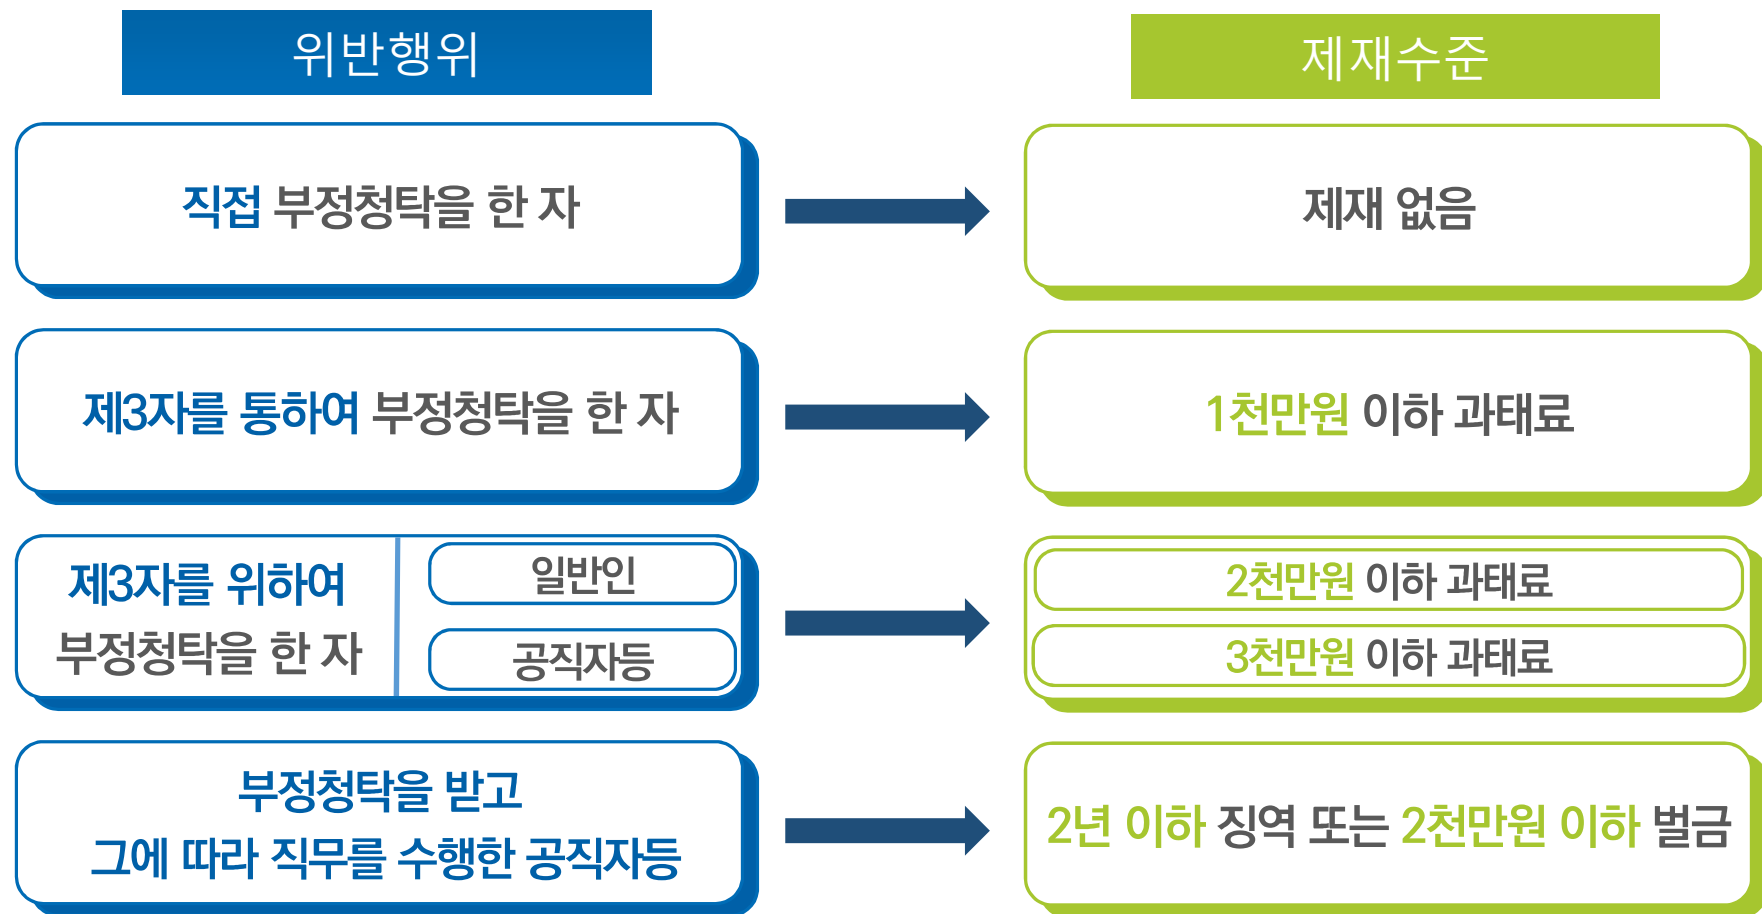 위반행위
제재수준
직접 부정청탁을 한 자
제재 없음
제3자를 통하여 부정청탁을 한 자
1천만원 이하 과태료
제3자를 위하여
부정청탁을 한 자
일반인
공직자등
2천만원 이하 과태료
3천만원 이하 과태료
부정청탁을 받고
그에 따라 직무를 수행한 공직자등
2년 이하 징역 또는 2천만원 이하 벌금